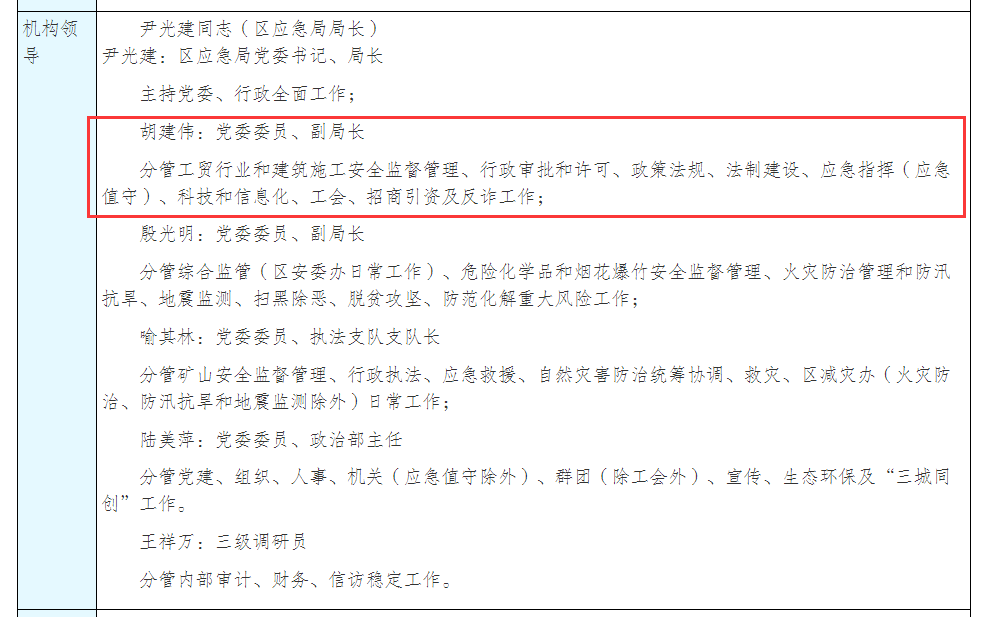 机构领
导
尹光建同志（区应急局局长）
尹光建：区应急局党委书记、局长
主持党委、行政全面工作；
胡建伟：党委委员、副局长
分管工贸行业和建筑施工安全监督管理、行政审批和许可、政策法规、法制建设、应急指挥（应急
值守）、科技和信息化、工会、招商引资及反诈工作；
殷光明：党委委员、副局长
分管综合监管（区安委办日常工作）、危险化学品和烟花爆竹安全监督管理、火灾防治管理和防汛
抗旱、地震监测、扫黑除恶、脱贫攻坚、防范化解重大风险工作；
喻其林：党委委员、执法支队支队长
分管矿山安全监督管理、行政执法、应急救援、自然灾害防治统筹协调、救灾、区减灾办（火灾防
治、防汛抗旱和地震监测除外）日常工作；
陆美萍：党委委员、政治部主任
分管党建、组织、人事、机关（应急值守除外）、群团（除工会外）、宣传、生态环保及“三城同
创”工作。
王祥万：三级调研员
分管内部审计、财务、信访稳定工作。